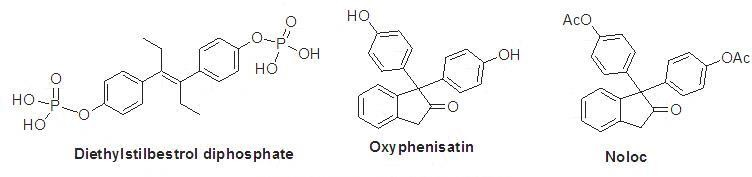 O
O
P
OH
HO
O
HO
P
O
HO
Diethylstilbestrol diphosphate
HO
OH
O
Oxyphenisatin
AcO
OAc
O
Noloc